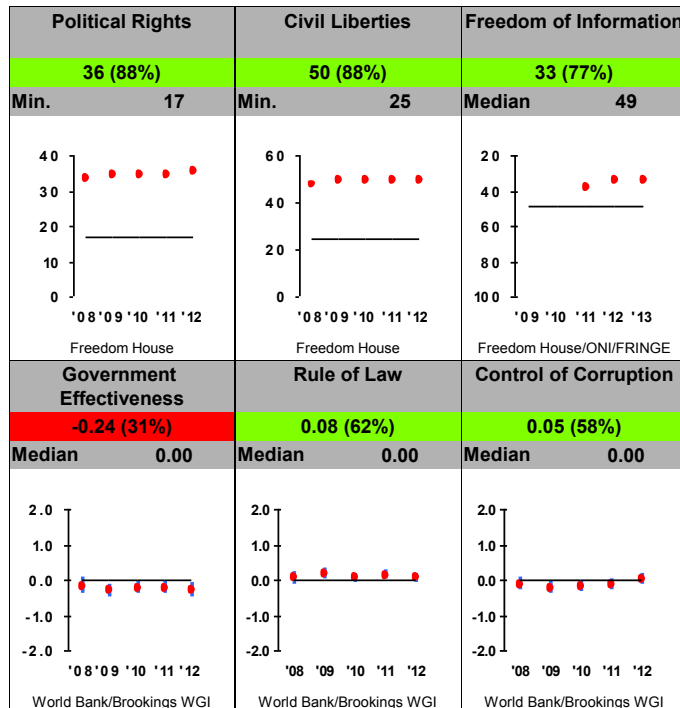 Political Rights
36 (88%)
Min. 17
40
30
20
10
0
'08 '09 '10 '11 '12
Freedom House
Civil Liberties
50 (88%)
Min. 25
60
40
20
0
'08 '09 '10 '11 '12
Freedom House
Freedom of Information
33 (77%)
Median 49
20
40
60
80
100
'09 '10 '11 '12 '13
Freedom House/ONI/FRINGE
Government
Effectiveness
-0.24 (31%)
Median 0.00
2.0
1.0
0.0
-1.0
-2.0
'08 '09 '10 '11 '12
World Bank/Brookings WGI
Rule of Law
0.08 (62%)
Median 0.00
2.0
1.0
0.0
-1.0
-2.0
'08 '09 '10 '11 '12
World Bank/Brookings WGI
Control of Corruption
0.05 (58%)
Median 0.00
2.0
1.0
0.0
-1.0
-2.0
'08 '09 '10 '11 '12
World Bank/Brookings WGI